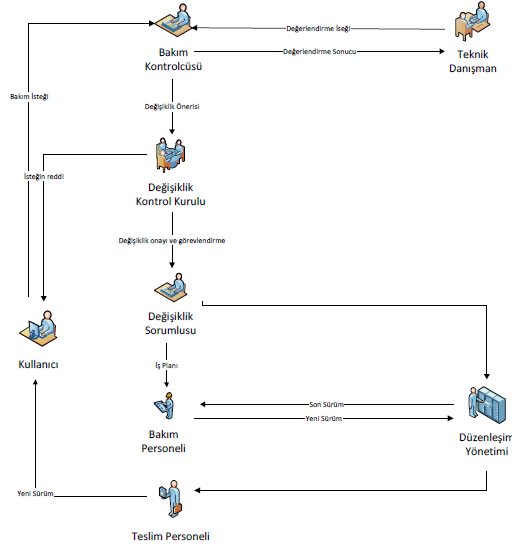 Değerlendirme İseği
Bakım
Kontrolcüsü
Değerlendirme Sonucu
Teknik
Danışman
Bakım İsteği
Değişiklik Önerisi
İsteğin reddi
Değişiklik
Kontrol Kurulu
Değişiklik onayı ve görevlendirme
Değişiklik
Sorumlusu
Kullanıcı
İş Planı
Son Sürüm
Yeni Sürüm
Bakım
Personeli
Düzenleşim
Yönetimi
Yeni Sürüm
Teslim Personeli